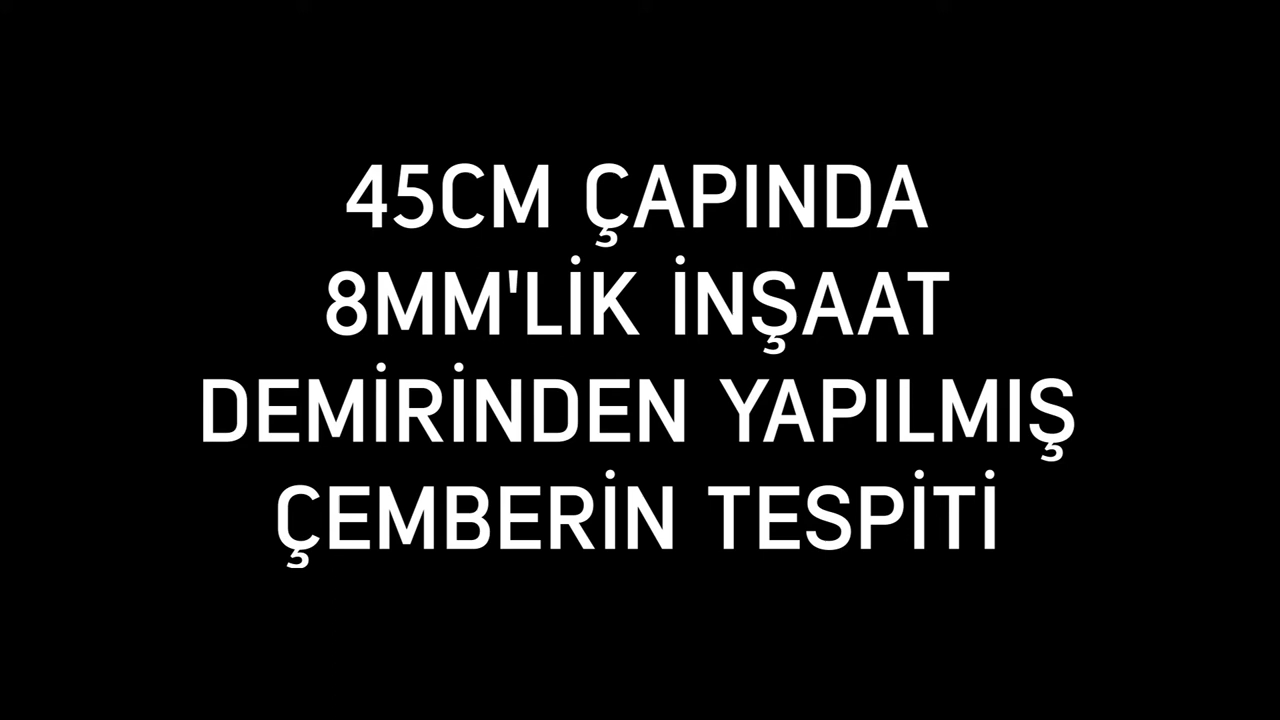 45CM ÇAPINDA
8MM'LİK İNŞAAT
DEMİRİNDEN YAPILMIŞ
ÇEMBERİN TESPİTİ